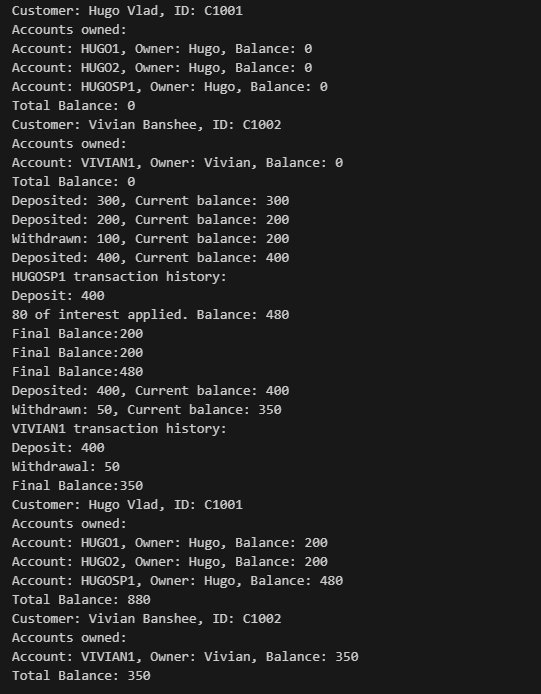 Customer: Hugo Vlad, ID: C1001
Accounts owned:
Account: HUGO1, Owner: Hugo, Balance: 0
Account: HUGO2, Owner: Hugo, Balance: 0
Account: HUGOSP1, Owner: Hugo, Balance: 0
Total Balance: 0
Customer: Vivian Banshee, ID: C1002
Accounts owned:
Account: VIVIAN1, Owner: Vivian, Balance: 0
Total Balance: 0
Deposited: 300, Current balance: 300
Deposited: 200, Current balance: 200
Withdrawn: 100, Current balance: 200
Deposited: 400, Current balance: 400
HUGOSP1 transaction history:
Deposit: 400
80 of interest applied. Balance: 480
Final Balance:200
Final Balance:200
Final Balance:480
Deposited: 400, Current balance: 400
Withdrawn: 50, Current balance: 350
VIVIAN1 transaction history:
Deposit: 400
Withdrawal: 50
Final Balance:350
Customer: Hugo Vlad, ID: C1001
Accounts owned:
Account: HUGO1, Owner: Hugo, Balance: 200
Account: HUGO2, Owner: Hugo, Balance: 200
Account: HUGOSP1, Owner: Hugo, Balance: 480
Total Balance: 880
Customer: Vivian Banshee, ID: C1002
Accounts owned:
Account: VIVIAN1, Owner: Vivian, Balance: 350
Total Balance: 350